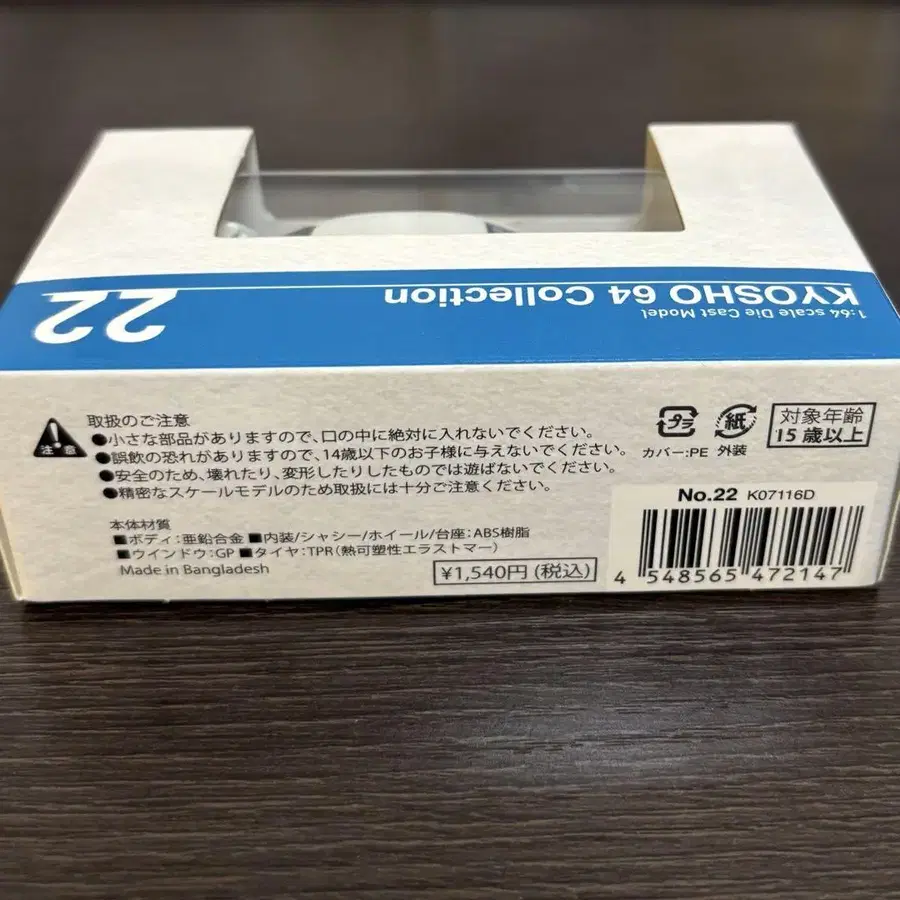 1:64 scale Die Cast Model
KYOSHO 64 Collection
22
注意
取扱のご注意
●小さな部品がありますので、口の中に絶対に入れないでください。
●誤飲の恐れがありますので、14歳以下のお子様に与えないでください。
●安全のため、壊れたり、変形したりしたものでは遊ばないでください。
●精密なスケールモデルのため取扱には十分ご注意ください。
本体材質
■ボディ:亜鉛合金 ■内装/シャシー/ホイール/台座:ABS樹脂
■ウインドウ:GP ■タイヤ:TPR(熱可塑性エラストマー)
Made in Bangladesh
¥1,540円(税込)
プラ
カバー:PE
紙
外装
対象年齢
15歳以上
No.22 K07116D
4 548565 472147